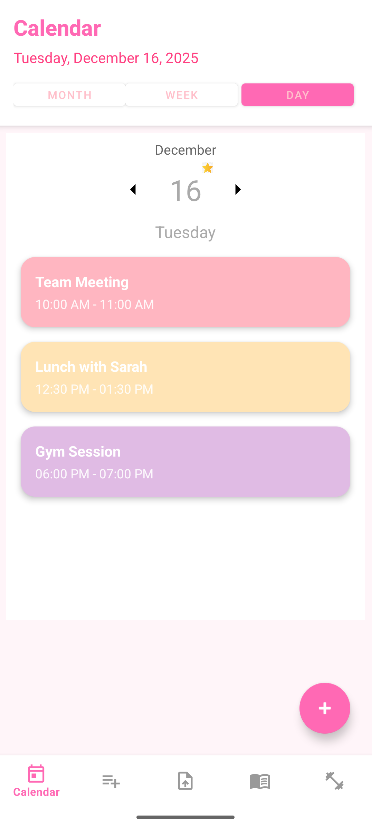 Calendar
Tuesday, December 16, 2025
MONTH WEEK DAY
December
16
Tuesday
Team Meeting
10:00 AM - 11:00 AM
Lunch with Sarah
12:30 PM - 01:30 PM
Gym Session
06:00 PM - 07:00 PM
+
Calendar